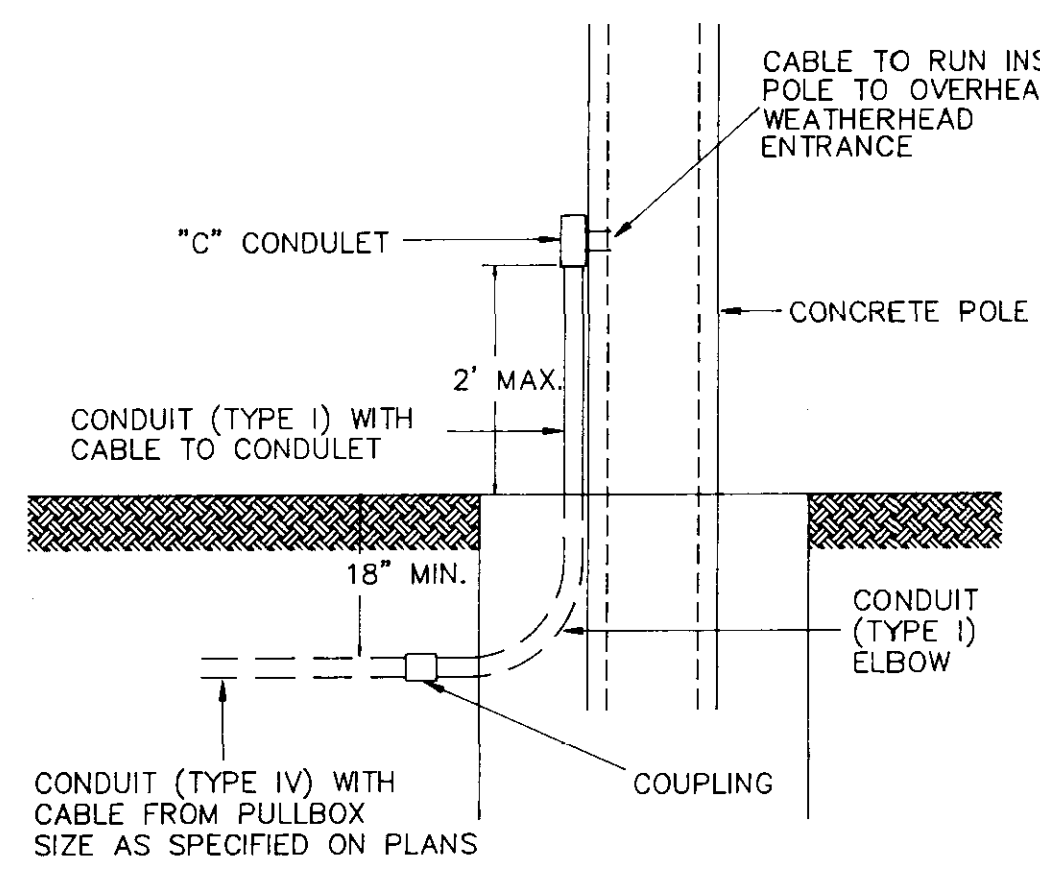 CABLE TO RUN INS
POLE TO OVERHEA
WEATHERHEAD
ENTRANCE
"C" CONDULET
CONCRETE POLE
2' MAX.
CONDUIT (TYPE I) WITH
CABLE TO CONDULET
18" MIN.
CONDUIT
(TYPE I)
ELBOW
CONDUIT (TYPE IV) WITH
CABLE FROM PULLBOX
SIZE AS SPECIFIED ON PLANS
COUPLING